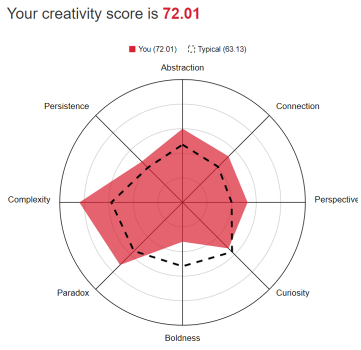 Your creativity score is 72.01
You (72.01) Typical (63.13)
Abstraction
Persistence Connection
Complexity Perspective
Paradox Curiosity
Boldness